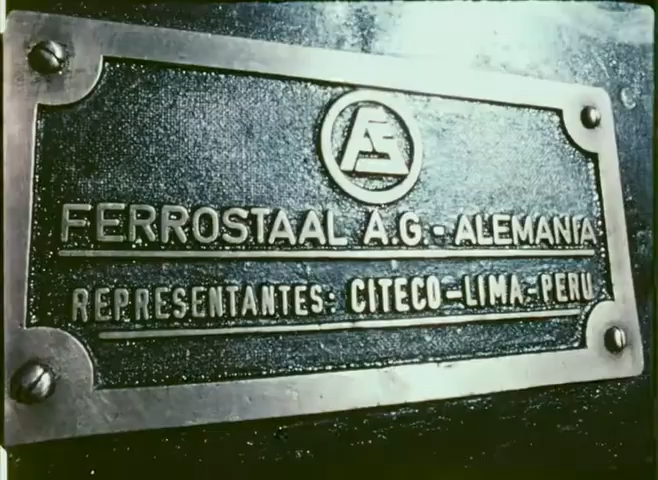 FS
FERROSTAAL A.G.-ALEMANIA
REPRESENTANTES: CITECO-LIMA-PERU